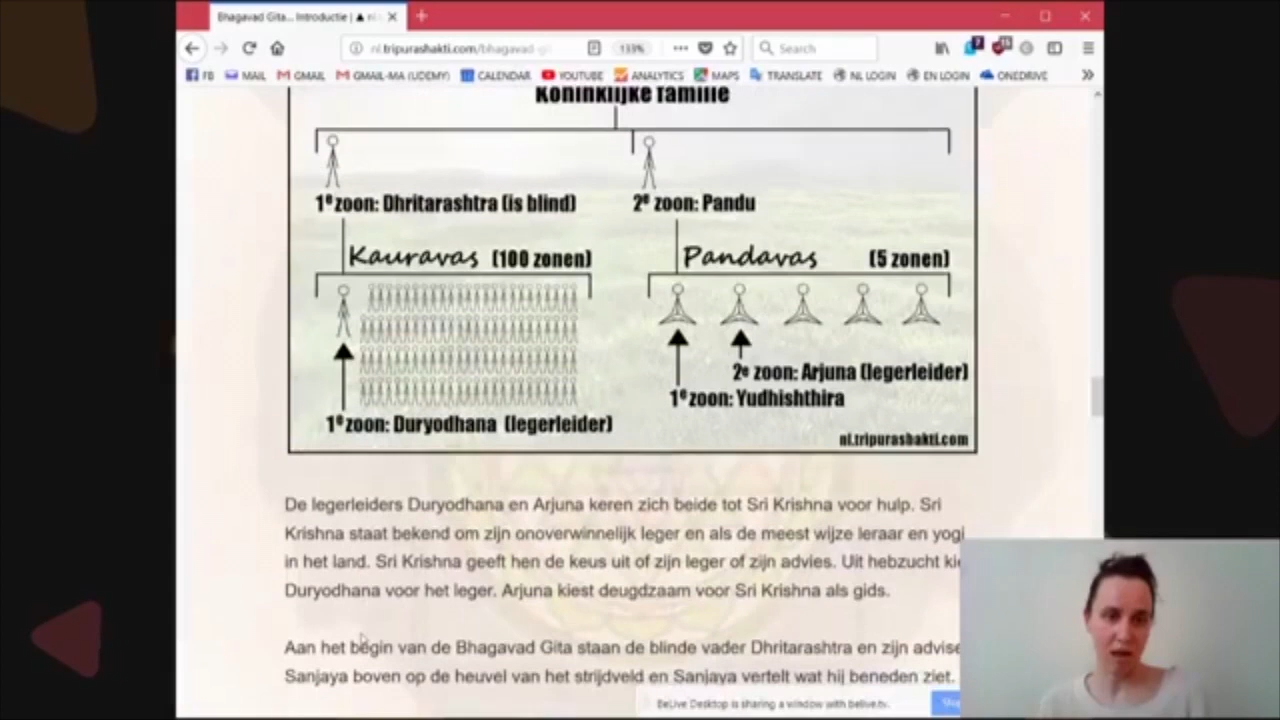 Bhagavad Gita... Introductie | ▲ nl
nl.tripurashakti.com/bhagavad-gi
133%
Search
FB MAIL GMAIL GMAIL-MA (UDEMY) CALENDAR YOUTUBE ANALYTICS MAPS TRANSLATE NL LOGIN EN LOGIN ONEDRIVE
Koninklijke familie
1e zoon: Dhritarashtra (is blind) 2e zoon: Pandu
Kauravas (100 zonen) Pandavas (5 zonen)
2e zoon: Arjuna (legerleider)
1e zoon: Yudhishthira
1e zoon: Duryodhana (legerleider)
nl.tripurashakti.com
De legerleiders Duryodhana en Arjuna keren zich beide tot Sri Krishna voor hulp. Sri
Krishna staat bekend om zijn onoverwinnelijk leger en als de meest wijze leraar en yogi
in het land. Sri Krishna geeft hen de keus uit of zijn leger of zijn advies. Uit hebzucht kie
Duryodhana voor het leger. Arjuna kiest deugdzaam voor Sri Krishna als gids.
Aan het begin van de Bhagavad Gita staan de blinde vader Dhritarashtra en zijn advise
Sanjaya boven op de heuvel van het strijdveld en Sanjaya vertelt wat hij beneden ziet.
BeLive Desktop is sharing a window with belive.tv.